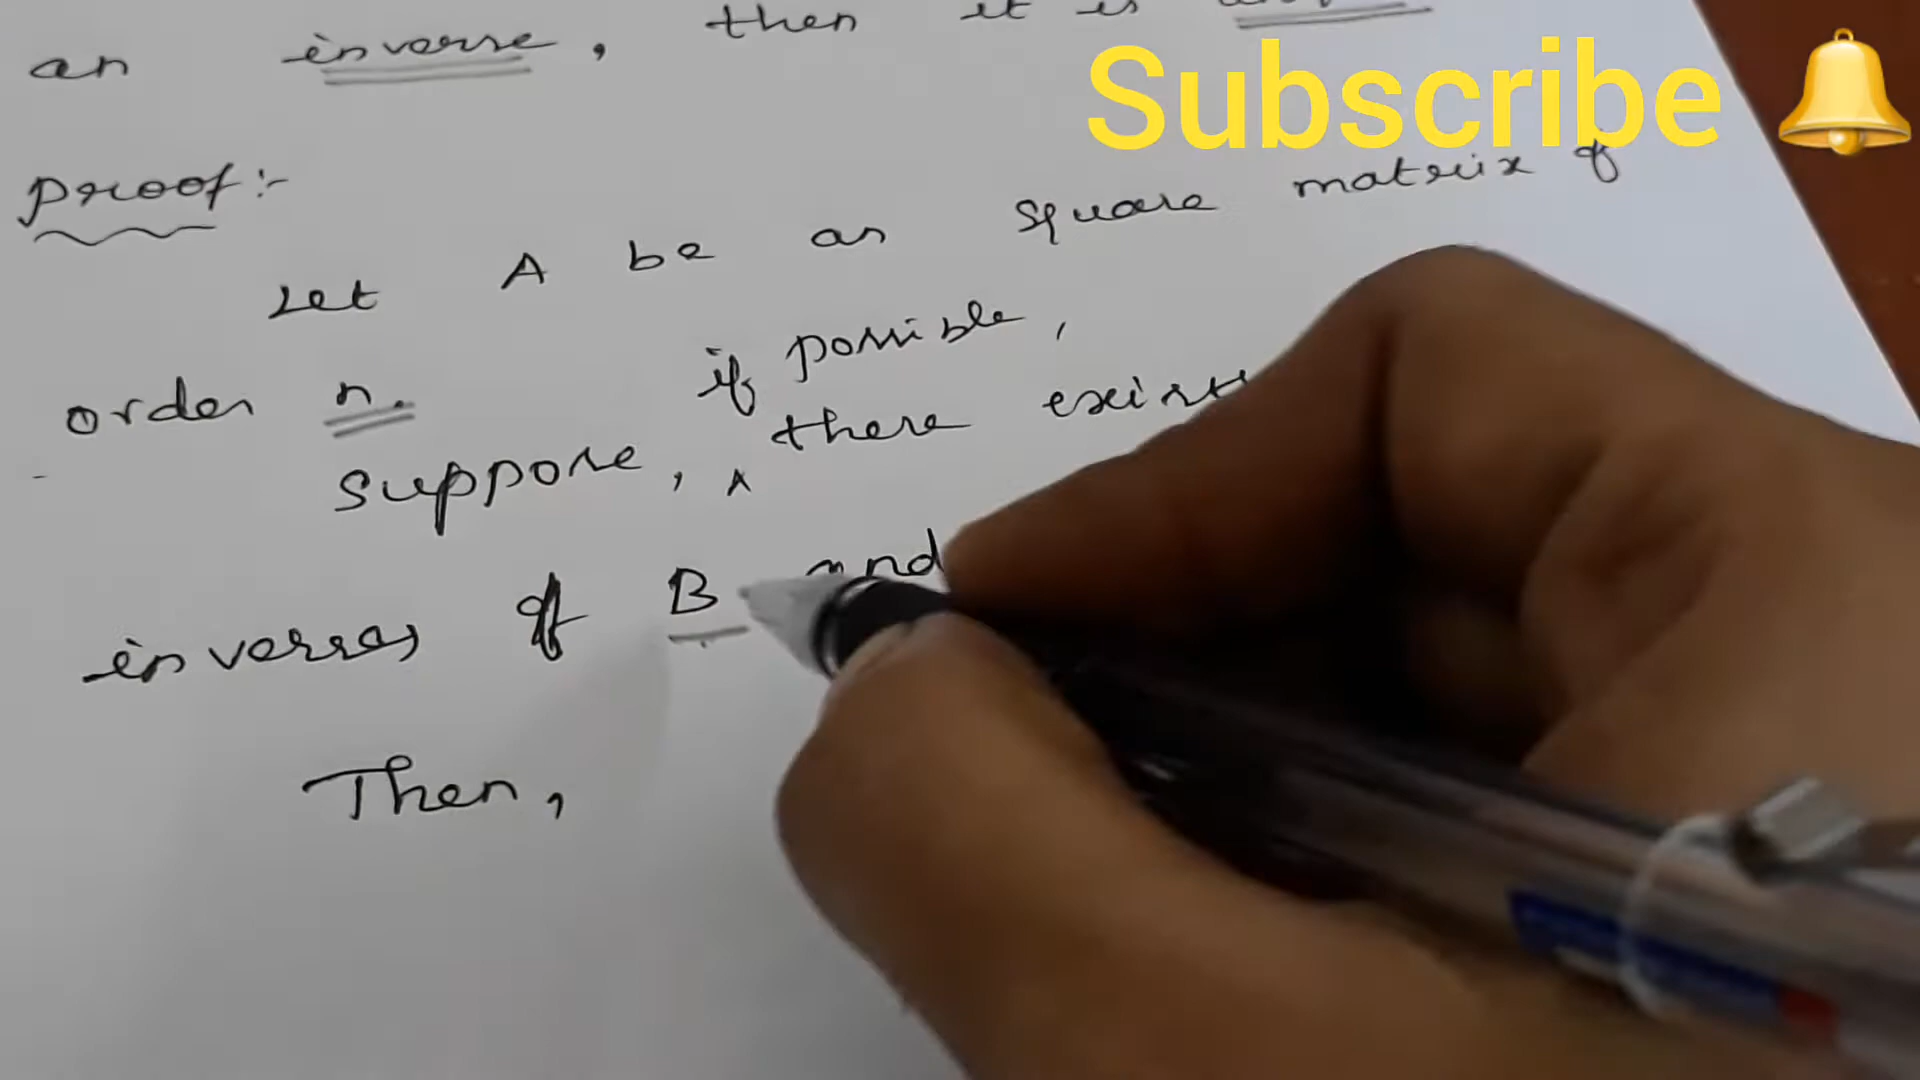 an inverse, then it is
Subscribe
Proof:-
Let A be an square matrix of
order n.
if possible,
Suppose, there exists
inverses of B and
Then,